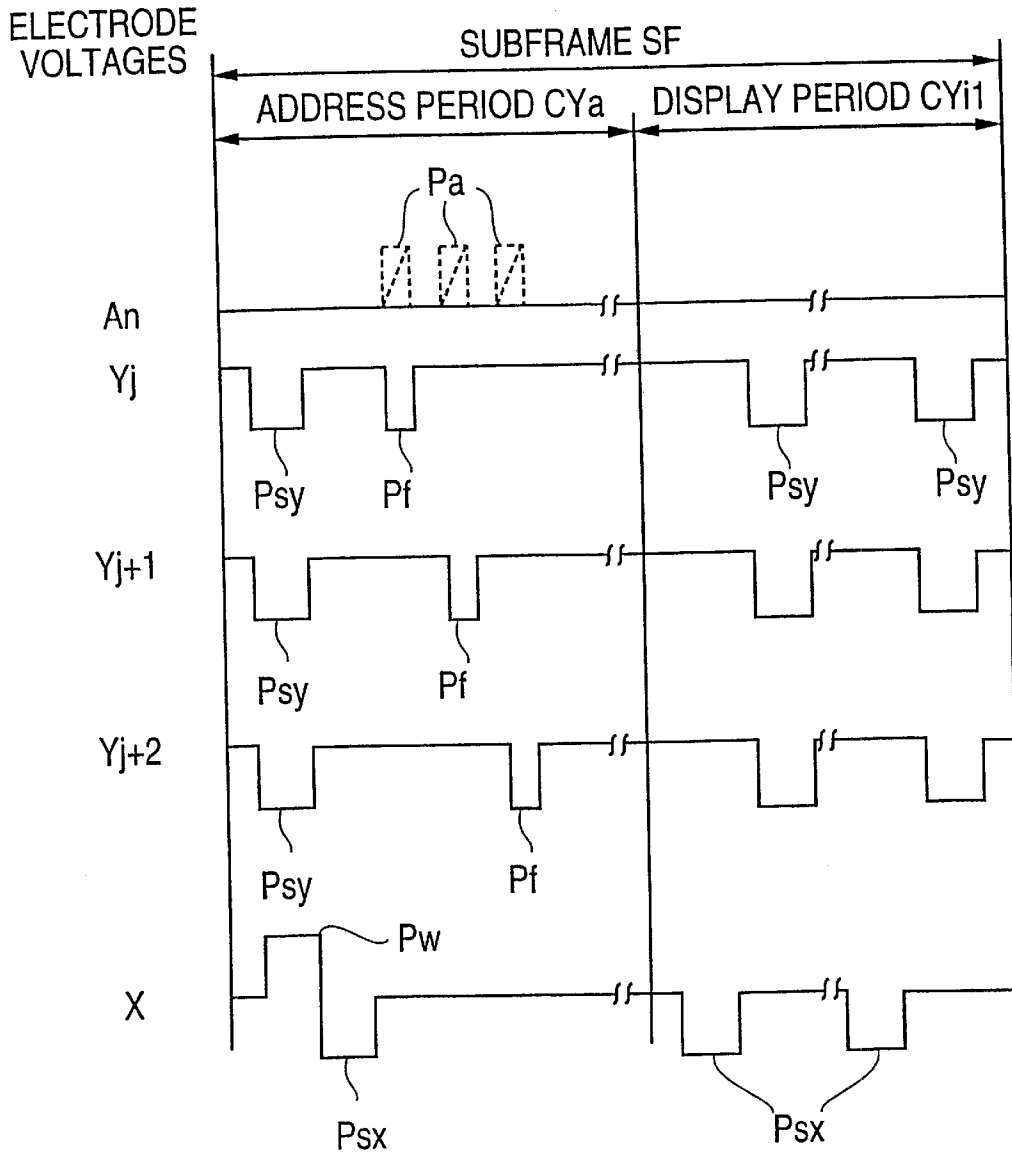 ELECTRODE
VOLTAGES
SUBFRAME SF
ADDRESS PERIOD CYa
DISPLAY PERIOD CYi1
Pa
An
Yj
Psy
Pf
Psy
Psy
Yj+1
Psy
Pf
Yj+2
Psy
Pf
Pw
X
Psx
Psx